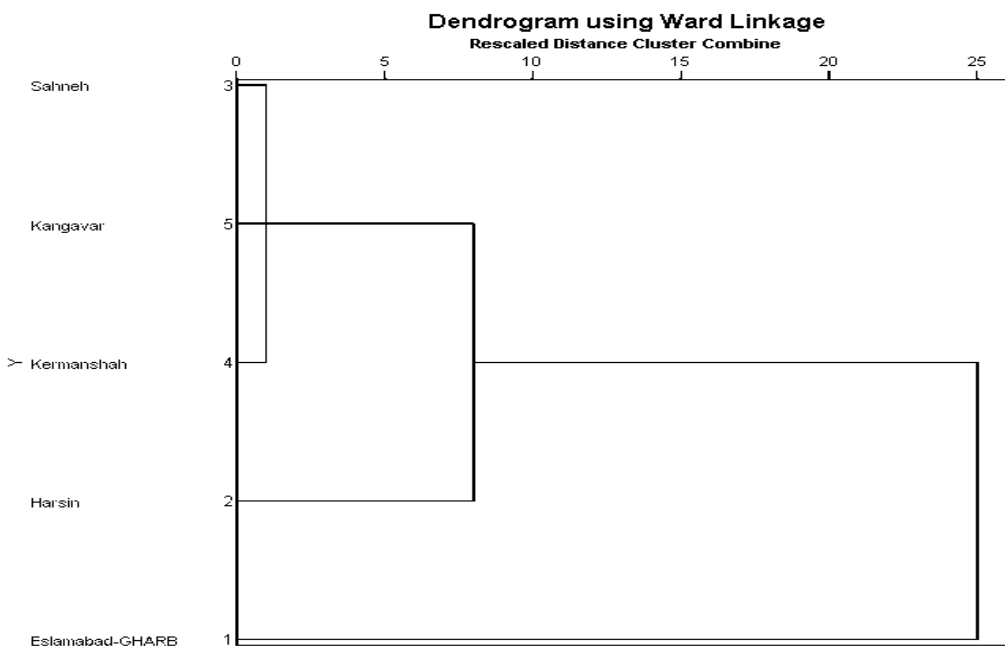 Dendrogram using Ward Linkage
Rescaled Distance Cluster Combine
0 5 10 15 20 25
Sahneh 3
Kangavar 5
Y
Kermanshah 4
Harsin 2
Eslamabad-GHARB 1